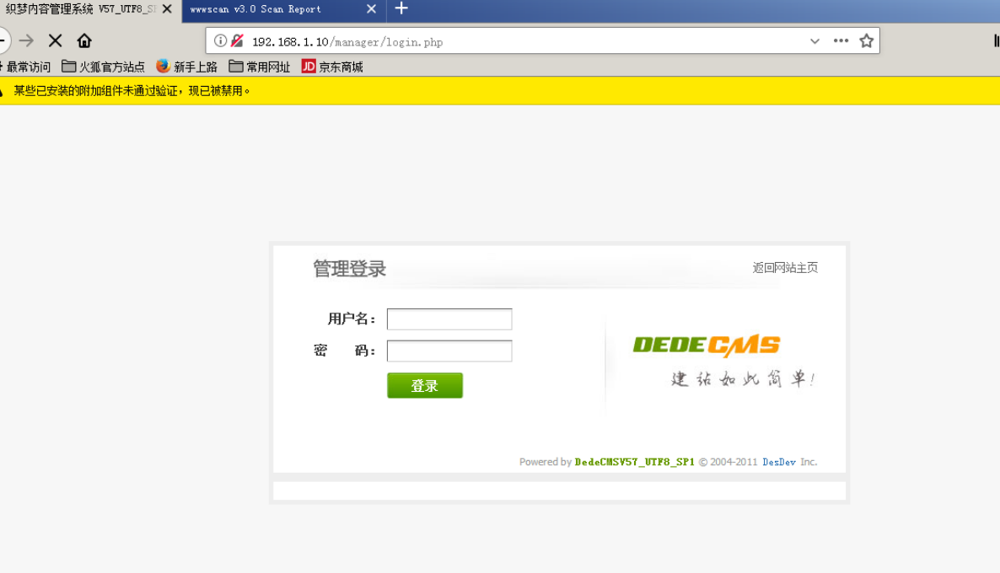 织梦内容管理系统 V57_UTF8_S
wwwscan v3.0 Scan Report
192.168.1.10/manager/login.php
最常访问 火狐官方站点 新手上路 常用网址 JD 京东商城
某些已安装的附加组件未通过验证，现已被禁用。
管理登录
返回网站主页
用户名：
密 码：
登录
DEDECMS
建站如此简单!
Powered by DedeCMSV57_UTF8_SP1 © 2004-2011 DesDev Inc.